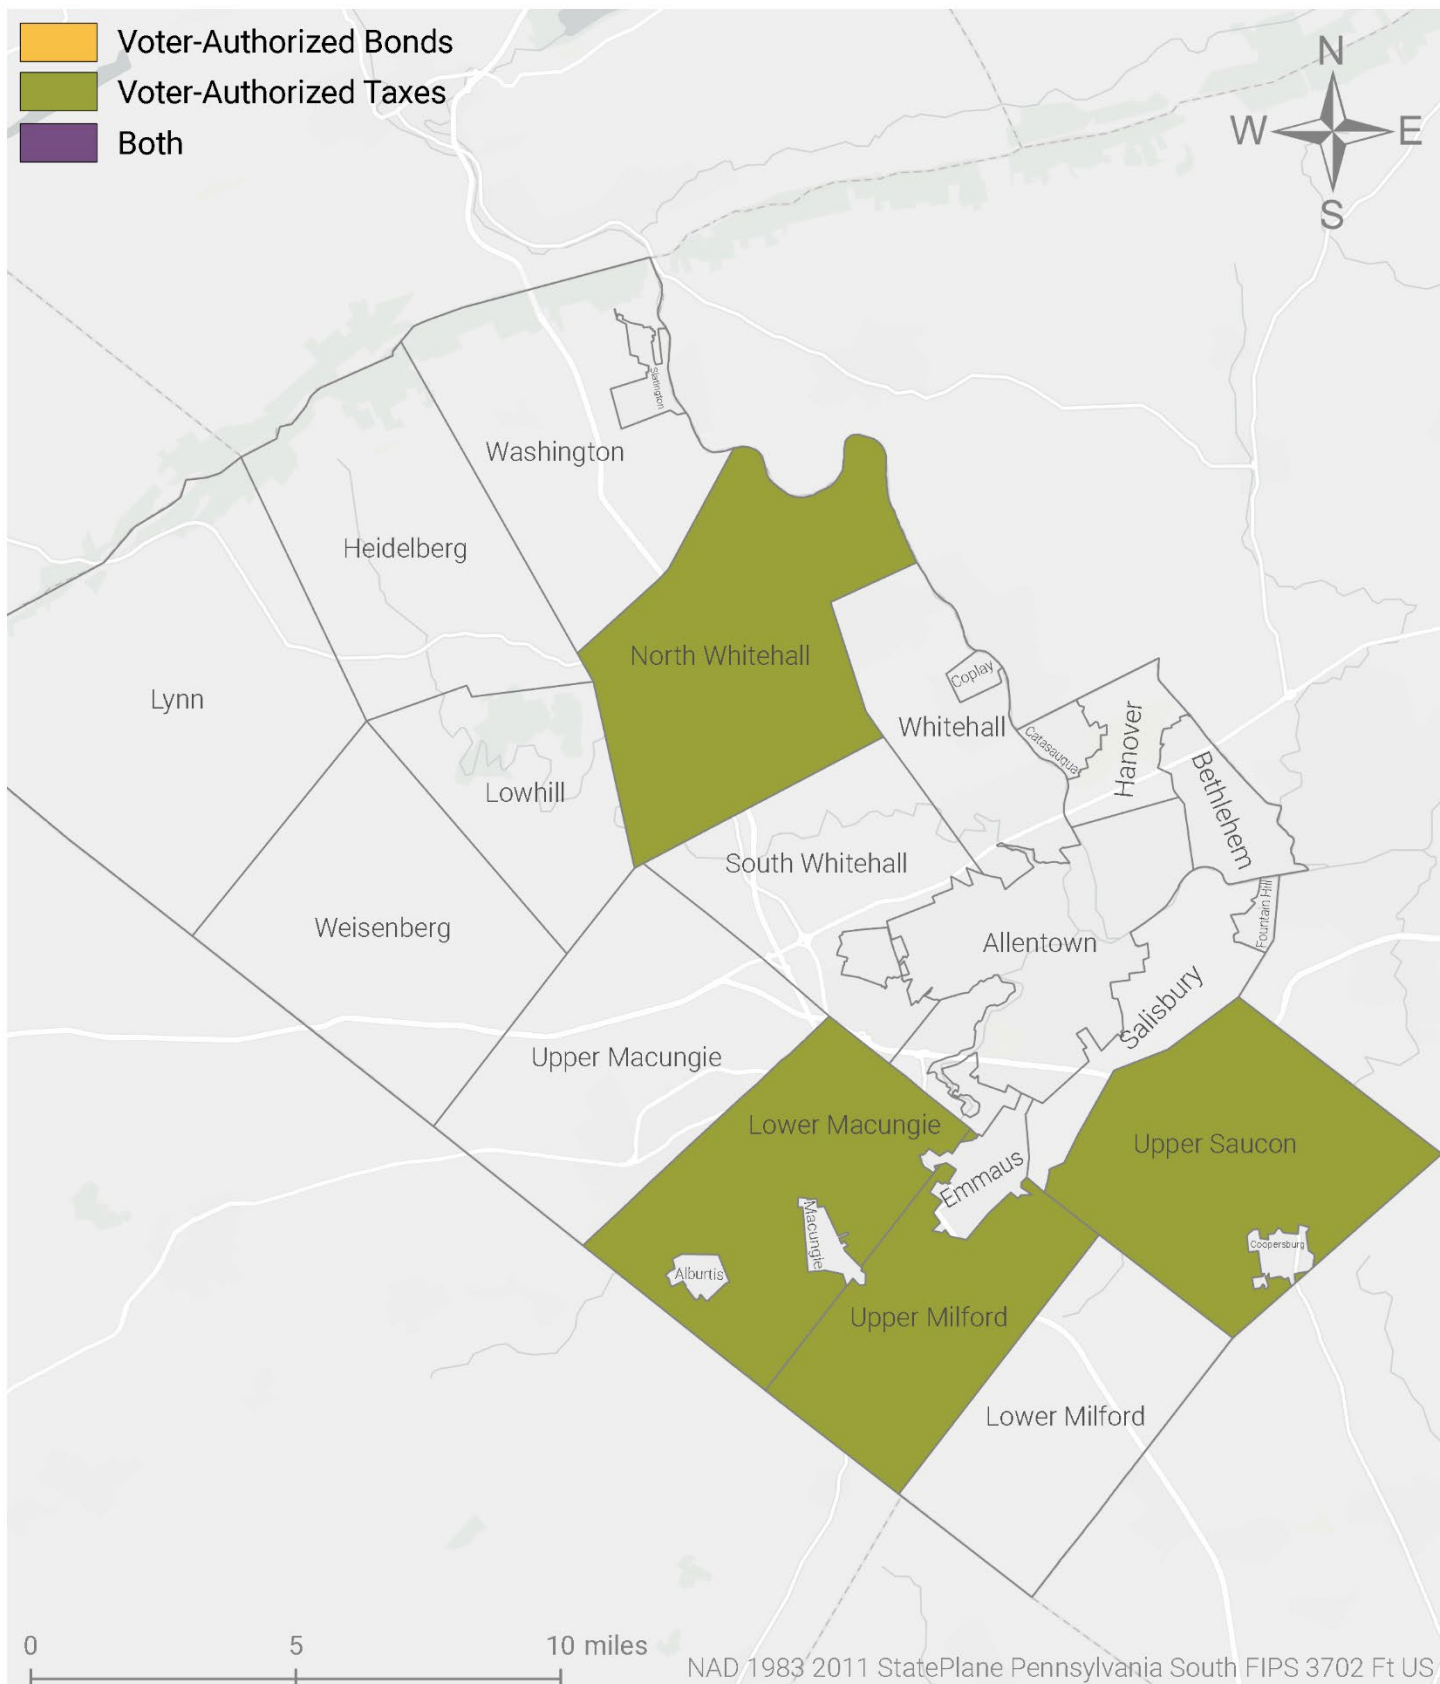 Voter-Authorized Bonds
Voter-Authorized Taxes
Both
N
W
E
S
Slatington
Washington
Heidelberg
North Whitehall
Lynn
Coplay
Whitehall
Catasauqua
Hanover
Bethlehem
Lowhill
South Whitehall
Weisenberg
Allentown
Fountain Hill
Salisbury
Upper Macungie
Lower Macungie
Upper Saucon
Emmaus
Macungie
Alburtis
Coopersburg
Upper Milford
Lower Milford
0 5 10 miles
NAD 1983 2011 StatePlane Pennsylvania South FIPS 3702 Ft US